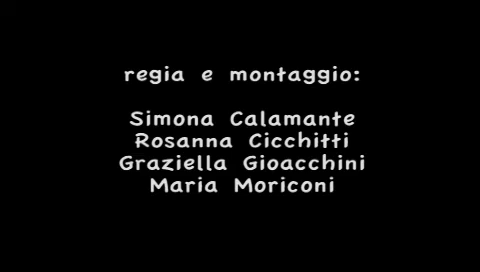 regia e montaggio:
Simona Calamante
Rosanna Cicchitti
Graziella Gioacchini
Maria Moriconi